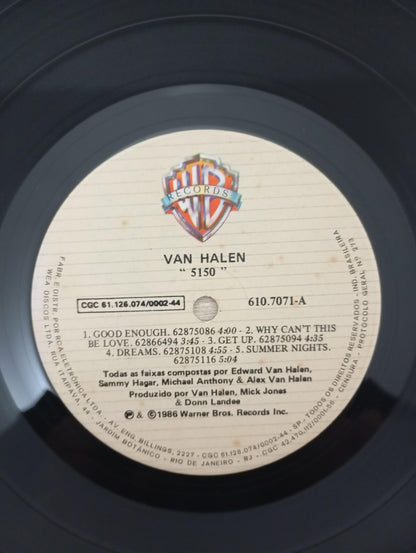 WB
RECORDS
VAN HALEN
" 5150 "
CGC 61.126.074/0002-44
610.7071-A
1. GOOD ENOUGH. 62875086 4:00 - 2. WHY CAN'T THIS
BE LOVE. 62866494 3:45 - 3. GET UP. 62875094 4:35
4. DREAMS. 62875108 4:55 - 5. SUMMER NIGHTS.
62875116 5:04
Todas as faixas compostas por Edward Van Halen,
Sammy Hagar, Michael Anthony & Alex Van Halen
Produzido por Van Halen, Mick Jones
& Donn Landee
℗ & © 1986 Warner Bros. Records Inc.
FABR. E DISTR. POR RCA ELETRÔNICA LTDA. - AV. ENG. BILLINGS, 2227 - CGC 61.126.074/0002-44 - SP - TODOS OS DIREITOS RESERVADOS - IND. BRASILEIRA
WEA DISCOS LTDA. - RUA ITAPAVA, 44 - JARDIM BOTÂNICO - RIO DE JANEIRO - RJ - CGC 42.470.112/0001-56 - CENSURA - PROTOCOLO GERAL Nº 273